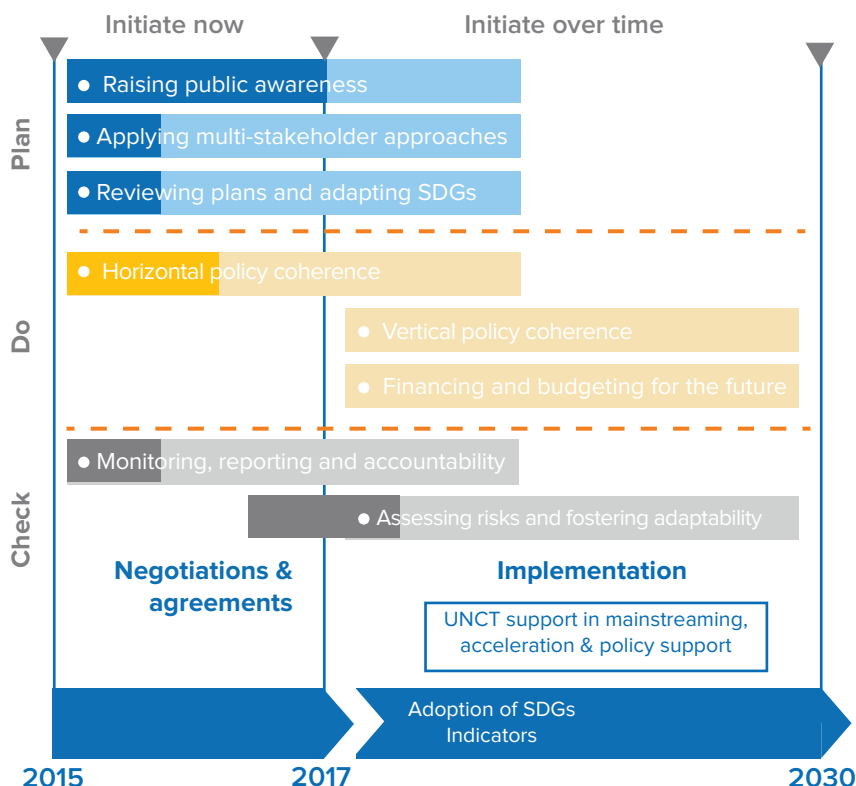 Initiate now
Initiate over time
Plan
Raising public awareness
Applying multi-stakeholder approaches
Reviewing plans and adapting SDGs
Do
Horizontal policy coherence
Vertical policy coherence
Financing and budgeting for the future
Check
Monitoring, reporting and accountability
Assessing risks and fostering adaptability
Negotiations &
agreements
Implementation
UNCT support in mainstreaming,
acceleration & policy support
Adoption of SDGs
Indicators
2015
2017
2030